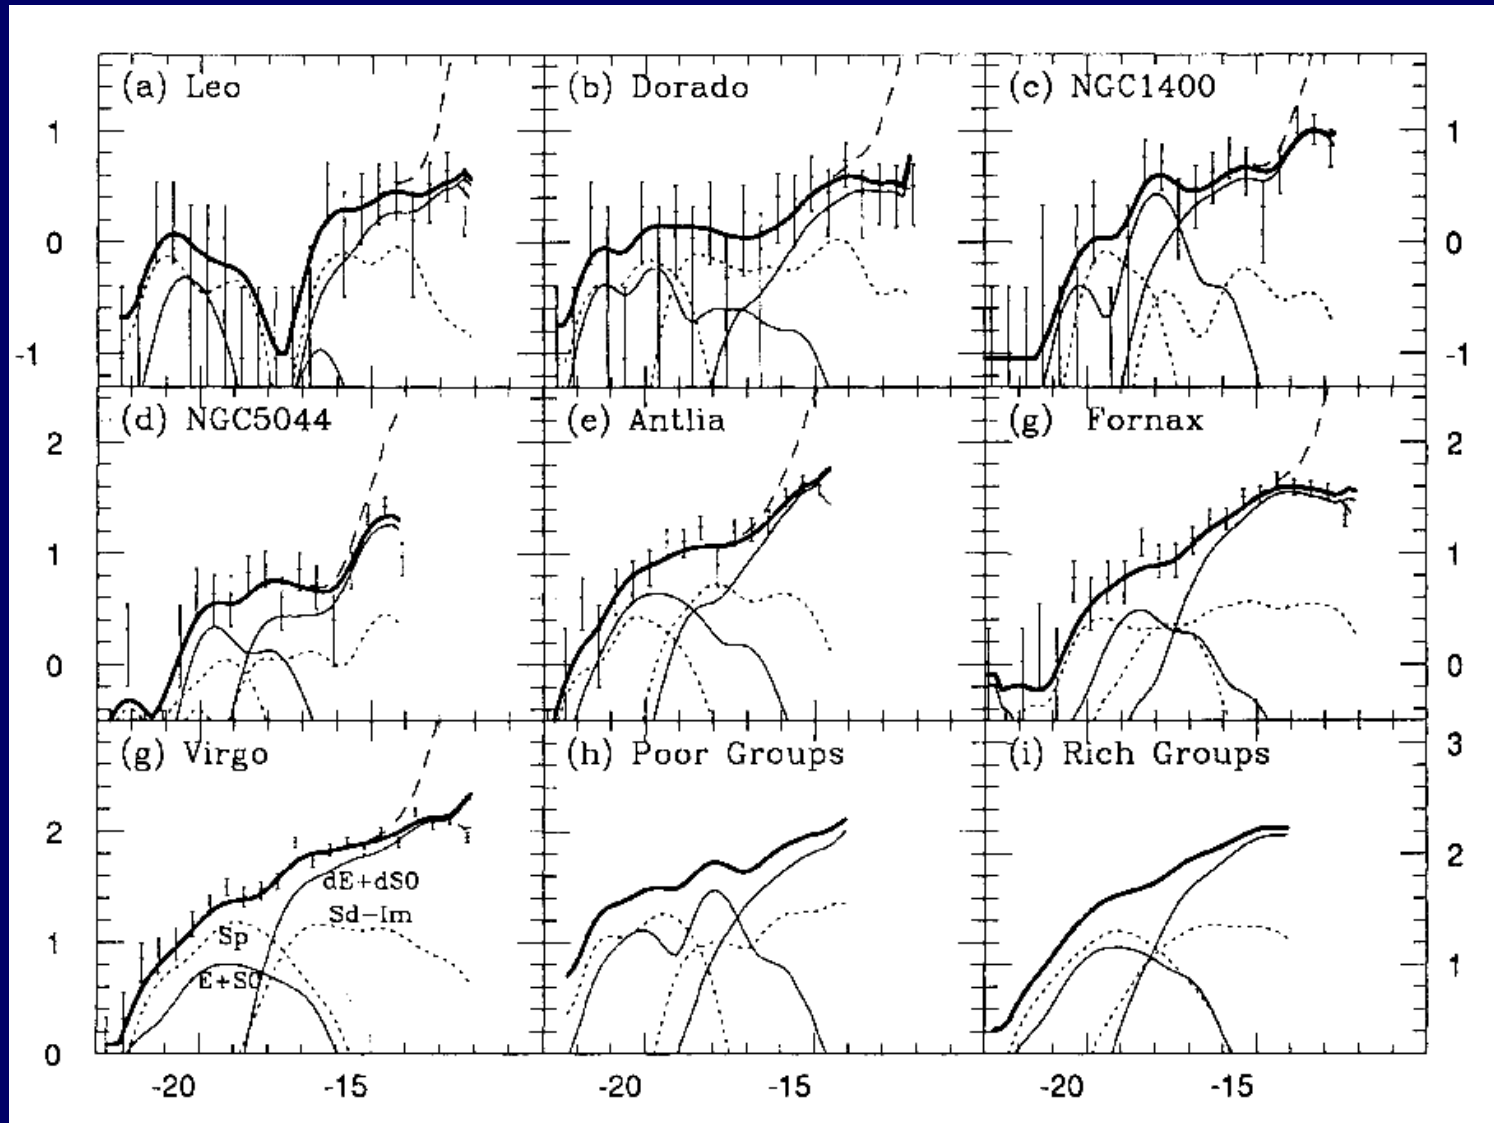 (a) Leo (b) Dorado (c) NGC1400
1 1
0 0
-1 -1
(d) NGC5044 (e) Antlia (g) Fornax
2 2
1 1
0 0
(g) Virgo (h) Poor Groups (i) Rich Groups
3
2 2
dE+dS0
Sd-Im
Sp
1 1
E+S0
0
-20 -15 -20 -15 -20 -15